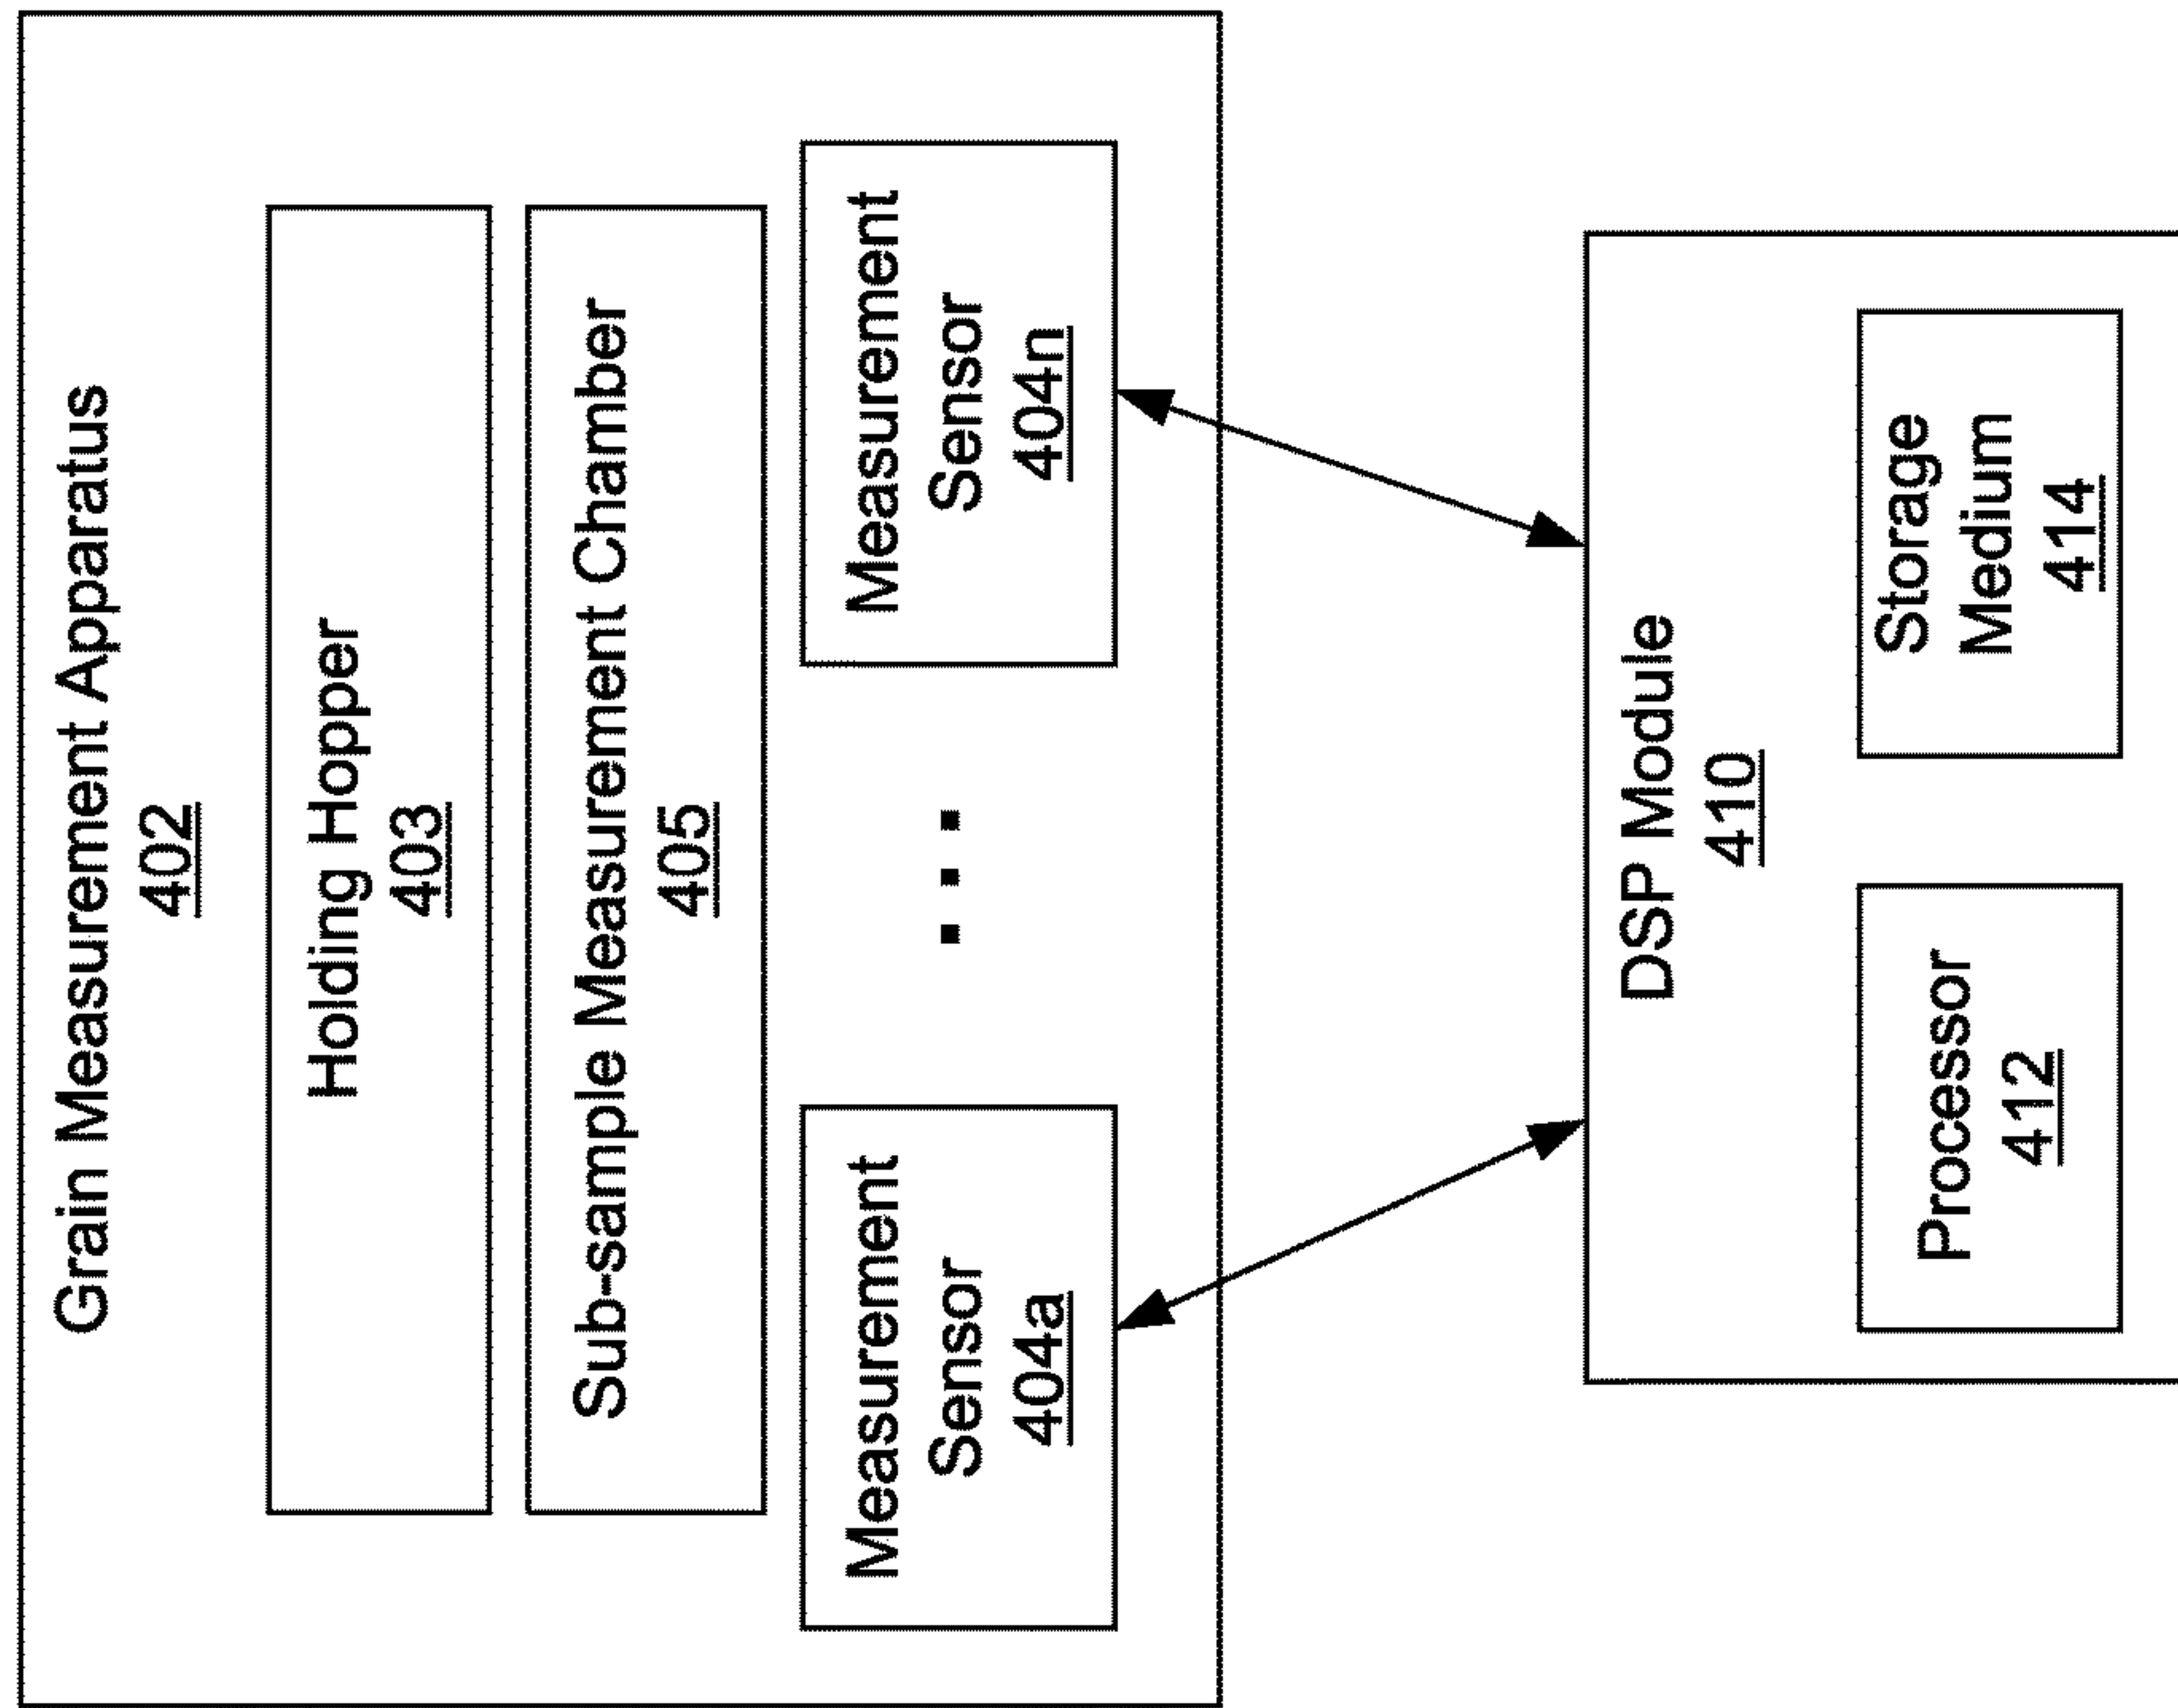 Grain Measurement Apparatus
402
Holding Hopper
403
Sub-sample Measurement Chamber
405
Measurement
Sensor
404a
. . .
Measurement
Sensor
404n
DSP Module
410
Processor
412
Storage
Medium
414